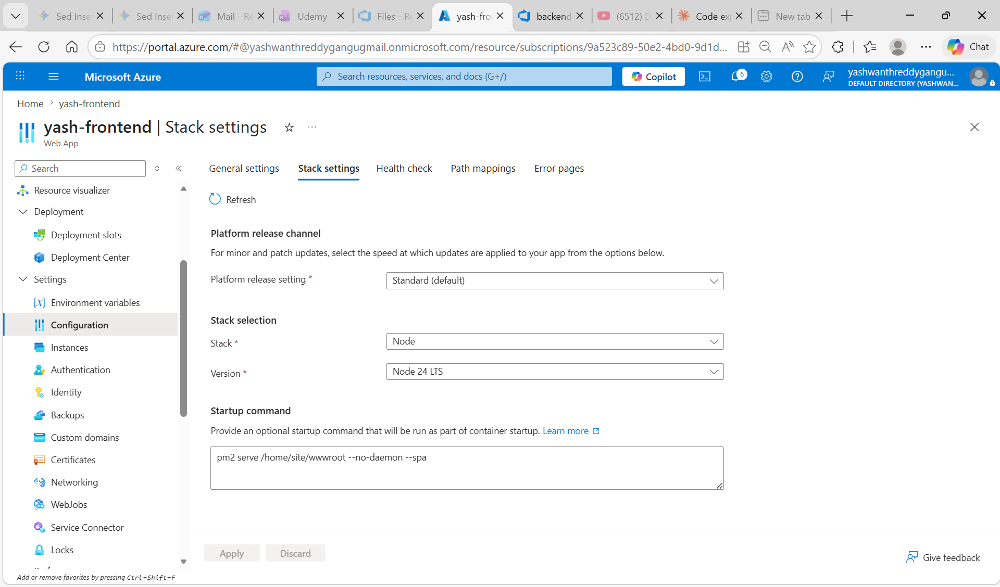 Sed Inse
Sed Inse
Mail - Re
Udemy
Files - Re
yash-fron
backend
(6512) D
Code exp
New tab
https://portal.azure.com/#@yashwanthreddygangugmail.onmicrosoft.com/resource/subscriptions/9a523c89-50e2-4bd0-9d1d...
Chat
Microsoft Azure
Search resources, services, and docs (G+/)
Copilot
6
yashwanthreddygangu...
DEFAULT DIRECTORY (YASHWAN...
Home > yash-frontend
yash-frontend | Stack settings
Web App
Search
Resource visualizer
Deployment
Deployment slots
Deployment Center
Settings
Environment variables
Configuration
Instances
Authentication
Identity
Backups
Custom domains
Certificates
Networking
WebJobs
Service Connector
Locks
Add or remove favorites by pressing Ctrl+Shift+F
General settings
Stack settings
Health check
Path mappings
Error pages
Refresh
Platform release channel
For minor and patch updates, select the speed at which updates are applied to your app from the options below.
Platform release setting *
Standard (default)
Stack selection
Stack *
Node
Version *
Node 24 LTS
Startup command
Provide an optional startup command that will be run as part of container startup. Learn more
pm2 serve /home/site/wwwroot --no-daemon --spa
Apply
Discard
Give feedback